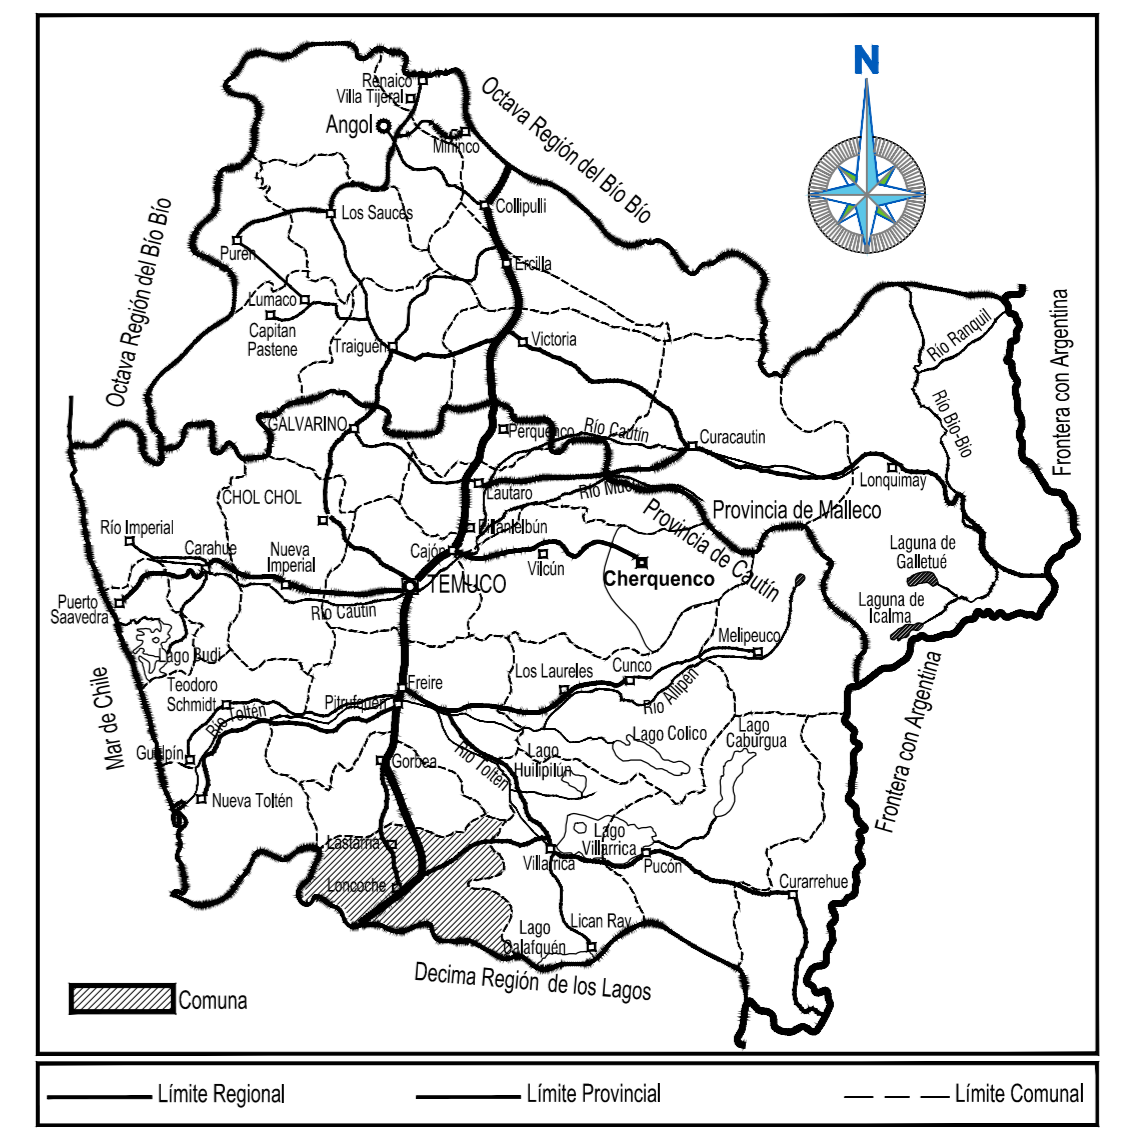 N
Renaico
Villa Tijeral
Angol
Mininco
Octava Región del Bío Bío
Collipulli
Los Sauces
Puren
Ercilla
Lumaco
Capitan
Pastene
Traiguén
Victoria
Octava Región del Bío Bío
Río Ranquil
Frontera con Argentina
Río Bio-Bío
GALVARINO
Perquenco
Río Cautín
Curacautin
Lonquimay
Lautaro
CHOL CHOL
Provincia de Malleco
Provincia de Cautín
Río Imperial
Carahue
Nueva
Imperial
Cajón
Vilcún
Cherquenco
TEMUCO
Laguna de
Galletué
Laguna de
Icalma
Puerto
Saavedra
Río Cautín
Lago Budi
Melipeuco
Cunco
Los Laureles
Río Allipen
Freire
Pitrufquen
Teodoro
Schmidt
Río Toltén
Mar de Chile
Lago Colico
Lago
Caburgua
Lago
Huilipilún
Río Toltén
Gorbea
Nueva Toltén
Frontera con Argentina
Lastarria
Lago
Villarrica
Villarrica
Pucón
Curarrehue
Loncoche
Lican Ray
Lago
Calafquén
Decima Región de los Lagos
Comuna
Límite Regional
Límite Provincial
Límite Comunal